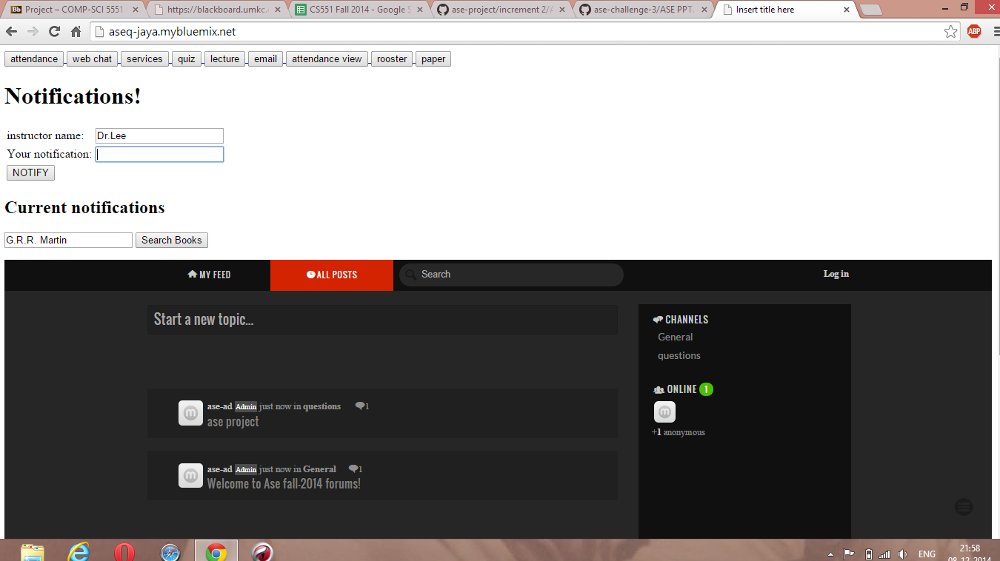 Bb Project – COMP-SCI 5551 https://blackboard.umkc. CS551 Fall 2014 - Google S ase-project/increment 2/A ase-challenge-3/ASE PPT. Insert title here
aseq-jaya.mybluemix.net ABP
attendance web chat services quiz lecture email attendance view rooster paper
Notifications!
instructor name: Dr.Lee
Your notification:
NOTIFY
Current notifications
G.R.R. Martin Search Books
MY FEED ALL POSTS Search Log in
Start a new topic...
CHANNELS
General
questions
ONLINE 1
+1 anonymous
ase-ad Admin just now in questions 1
ase project
ase-ad Admin just now in General 1
Welcome to Ase fall-2014 forums!
ENG 21:58
08-12-2014